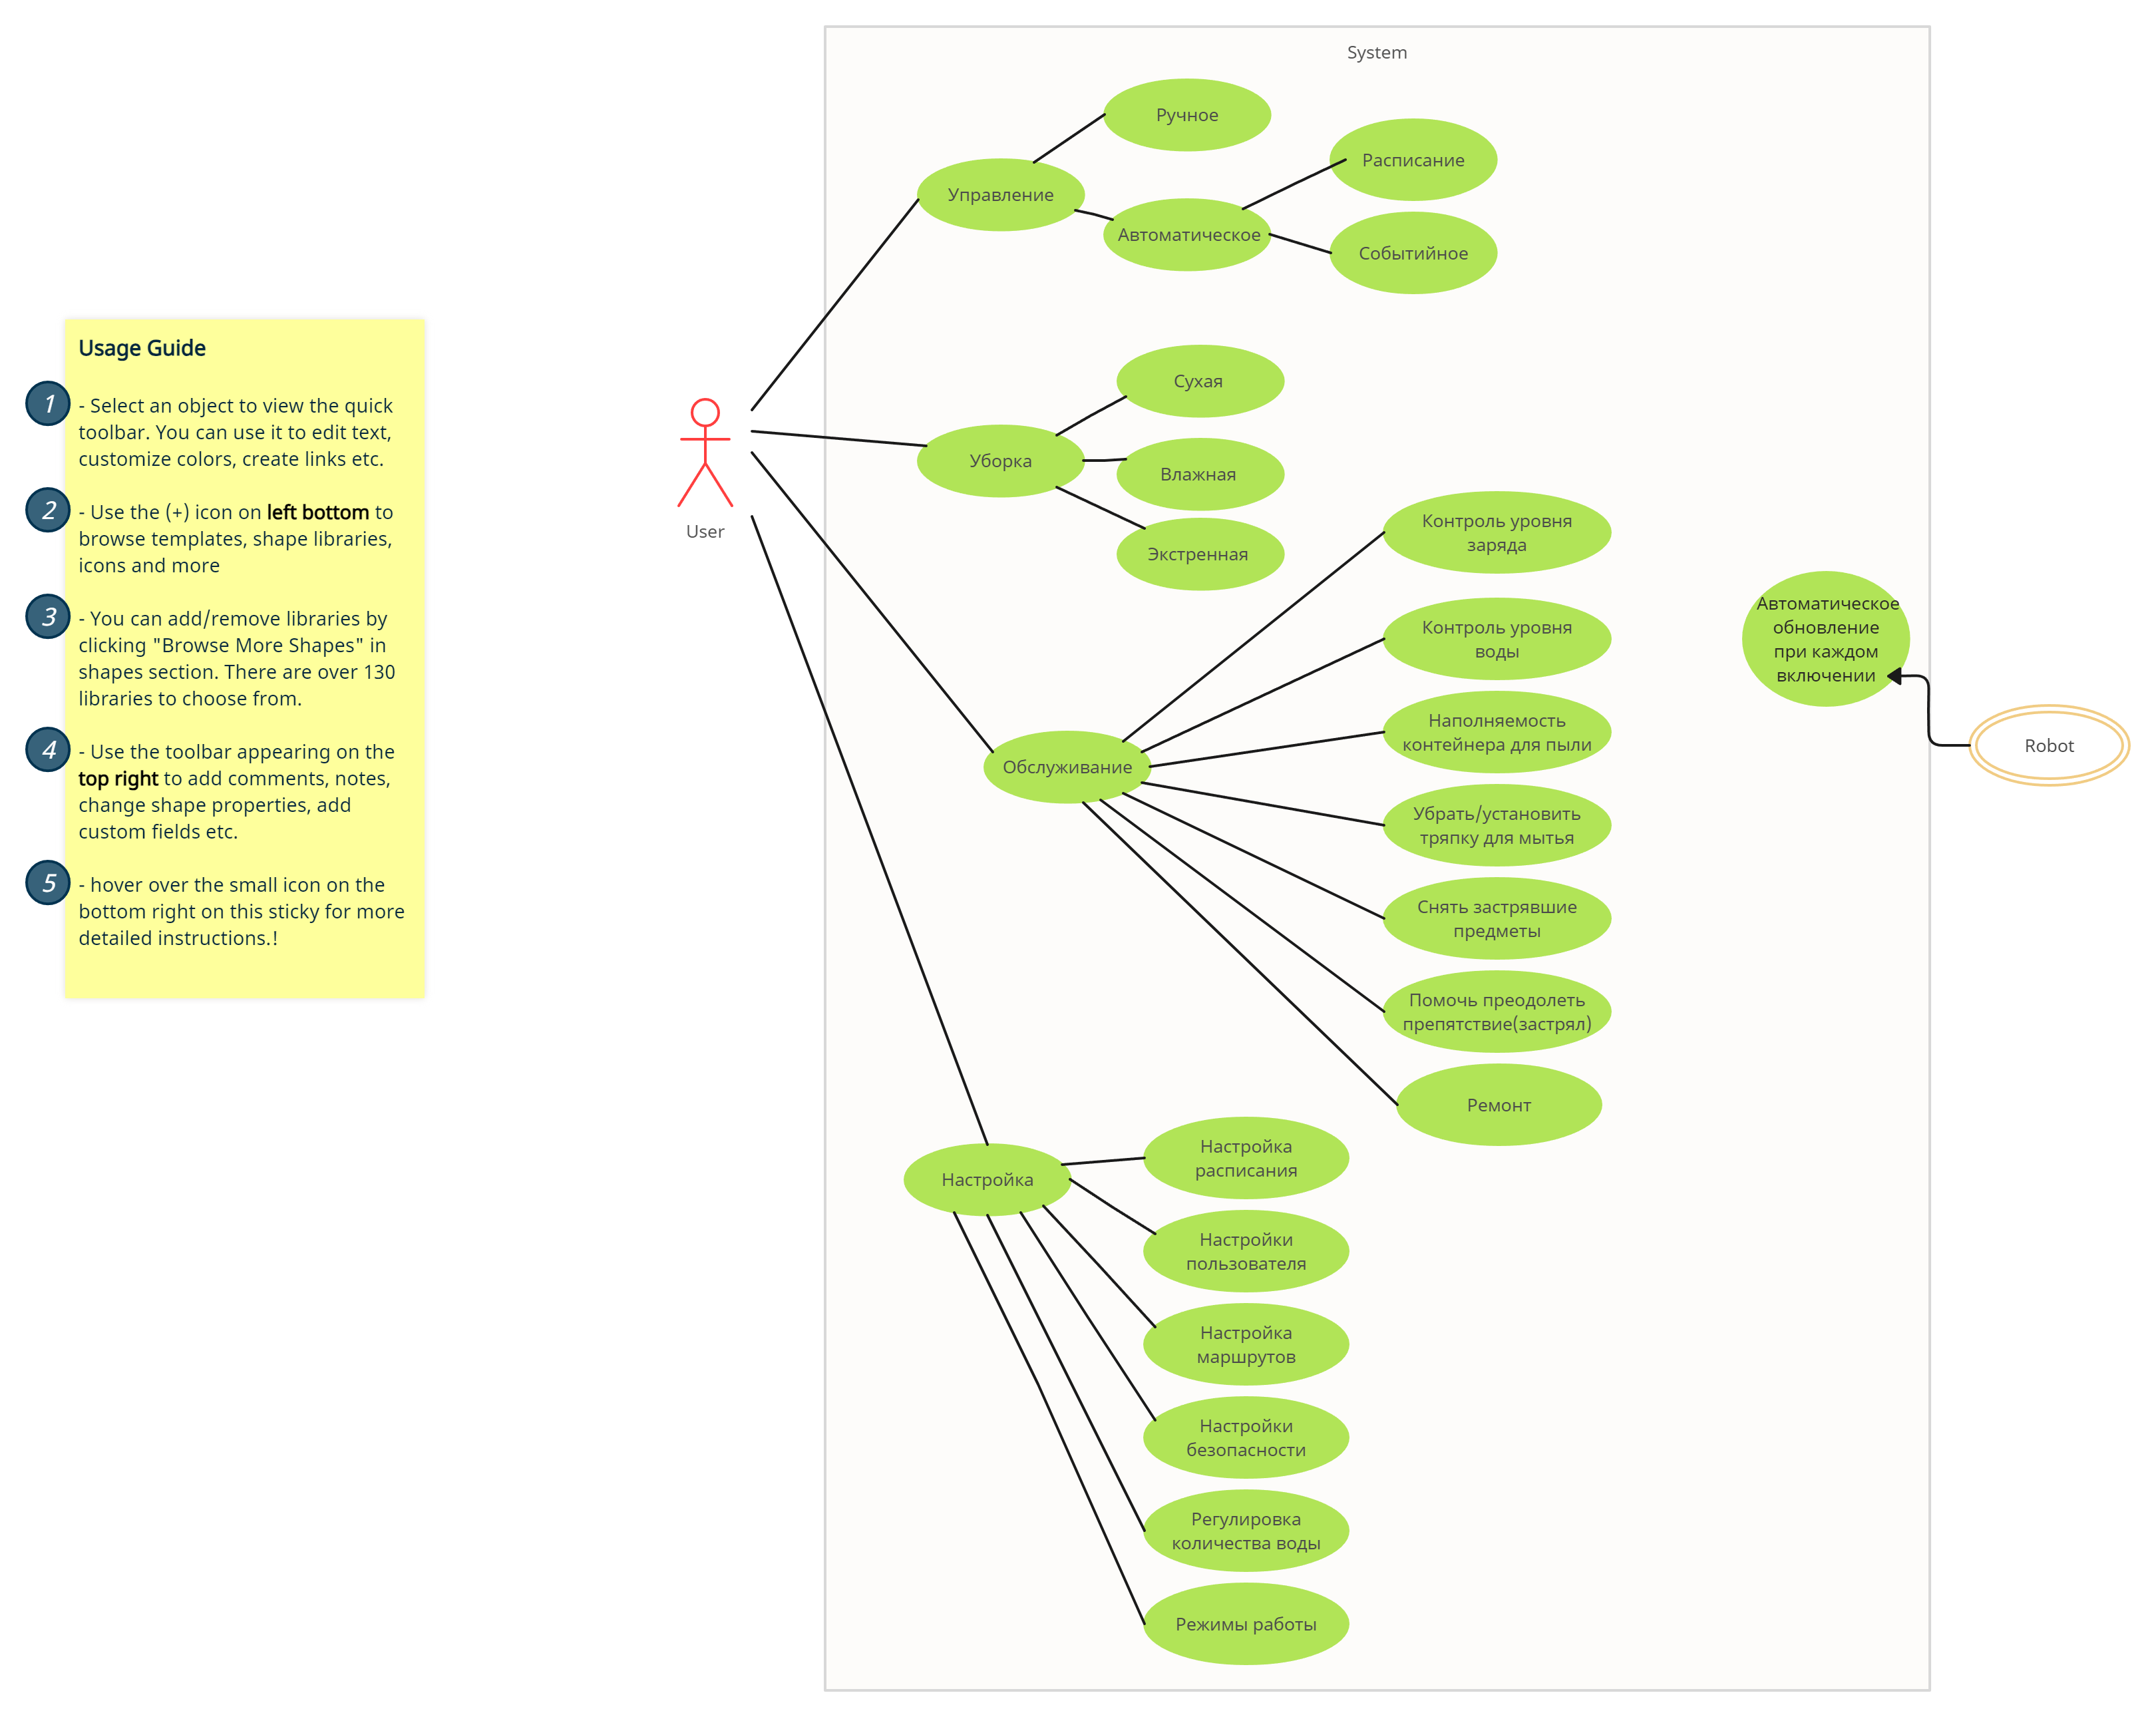 System
Ручное
Расписание
Управление
Автоматическое
Событийное
Usage Guide
1
- Select an object to view the quick
toolbar. You can use it to edit text,
customize colors, create links etc.
2
- Use the (+) icon on left bottom to
browse templates, shape libraries,
icons and more
3
- You can add/remove libraries by
clicking "Browse More Shapes" in
shapes section. There are over 130
libraries to choose from.
4
- Use the toolbar appearing on the
top right to add comments, notes,
change shape properties, add
custom fields etc.
5
- hover over the small icon on the
bottom right on this sticky for more
detailed instructions.!
User
Сухая
Уборка
Влажная
Экстренная
Контроль уровня
заряда
Контроль уровня
воды
Наполняемость
контейнера для пыли
Обслуживание
Убрать/установить
тряпку для мытья
Снять застрявшие
предметы
Помочь преодолеть
препятствие(застрял)
Ремонт
Автоматическое
обновление
при каждом
включении
Robot
Настройка
Настройка
расписания
Настройки
пользователя
Настройка
маршрутов
Настройки
безопасности
Регулировка
количества воды
Режимы работы